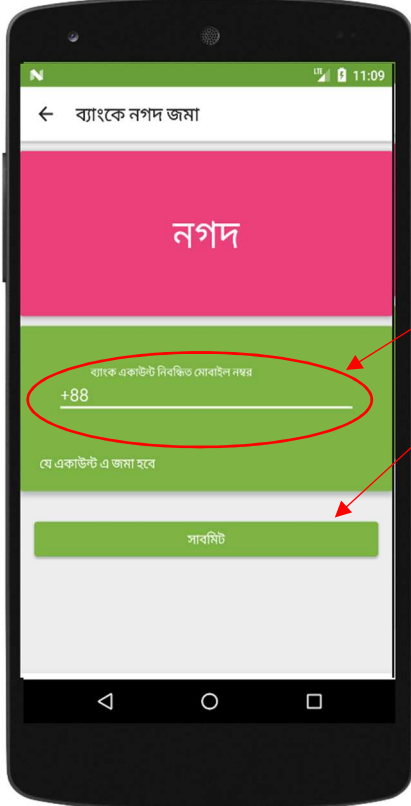 11:09
ব্যাংকে নগদ জমা
নগদ
ব্যাংক একাউন্ট নিবন্ধিত মোবাইল নম্বর
+88
যে একাউন্ট এ জমা হবে
সাবমিট